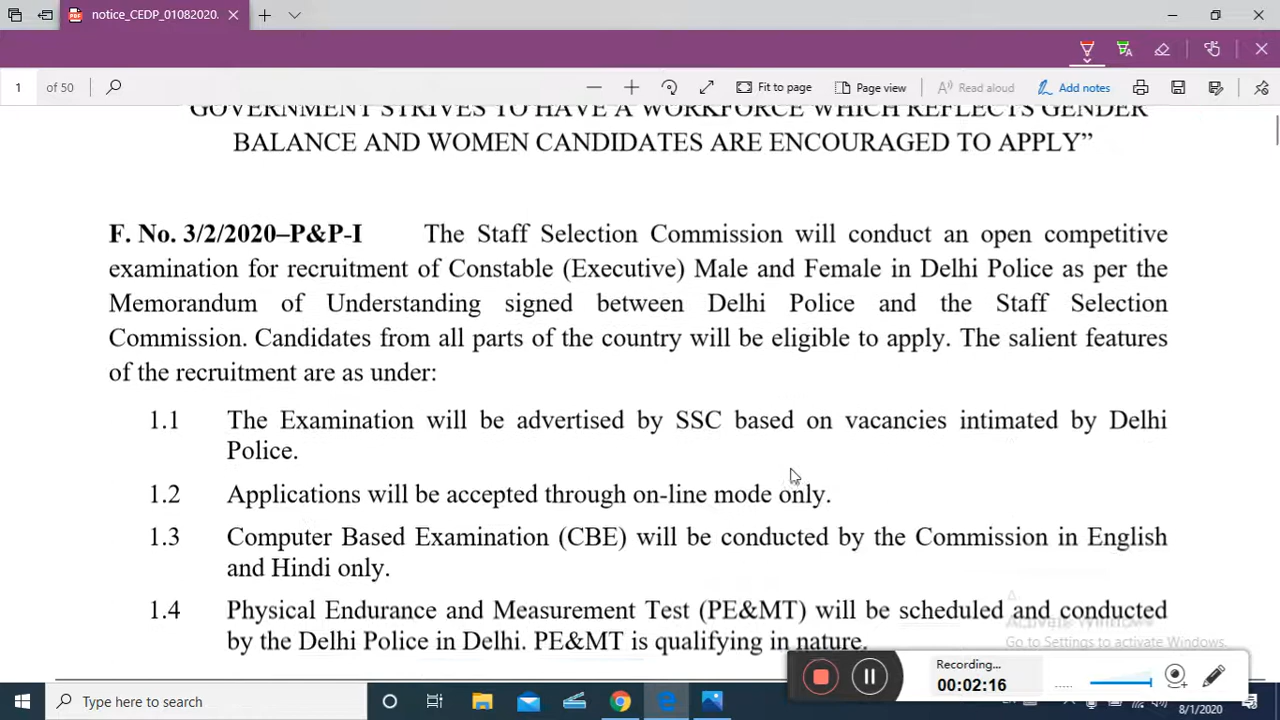 notice_CEDP_01082020.
1 of 50 Fit to page Page view Read aloud Add notes
GOVERNMENT STRIVES TO HAVE A WORKFORCE WHICH REFLECTS GENDER
BALANCE AND WOMEN CANDIDATES ARE ENCOURAGED TO APPLY”
F. No. 3/2/2020–P&P-I The Staff Selection Commission will conduct an open competitive
examination for recruitment of Constable (Executive) Male and Female in Delhi Police as per the
Memorandum of Understanding signed between Delhi Police and the Staff Selection
Commission. Candidates from all parts of the country will be eligible to apply. The salient features
of the recruitment are as under:
1.1 The Examination will be advertised by SSC based on vacancies intimated by Delhi
Police.
1.2 Applications will be accepted through on-line mode only.
1.3 Computer Based Examination (CBE) will be conducted by the Commission in English
and Hindi only.
1.4 Physical Endurance and Measurement Test (PE&MT) will be scheduled and conducted
by the Delhi Police in Delhi. PE&MT is qualifying in nature.
Activate Windows
Go to Settings to activate Windows.
Recording...
00:02:16
Type here to search
8/1/2020